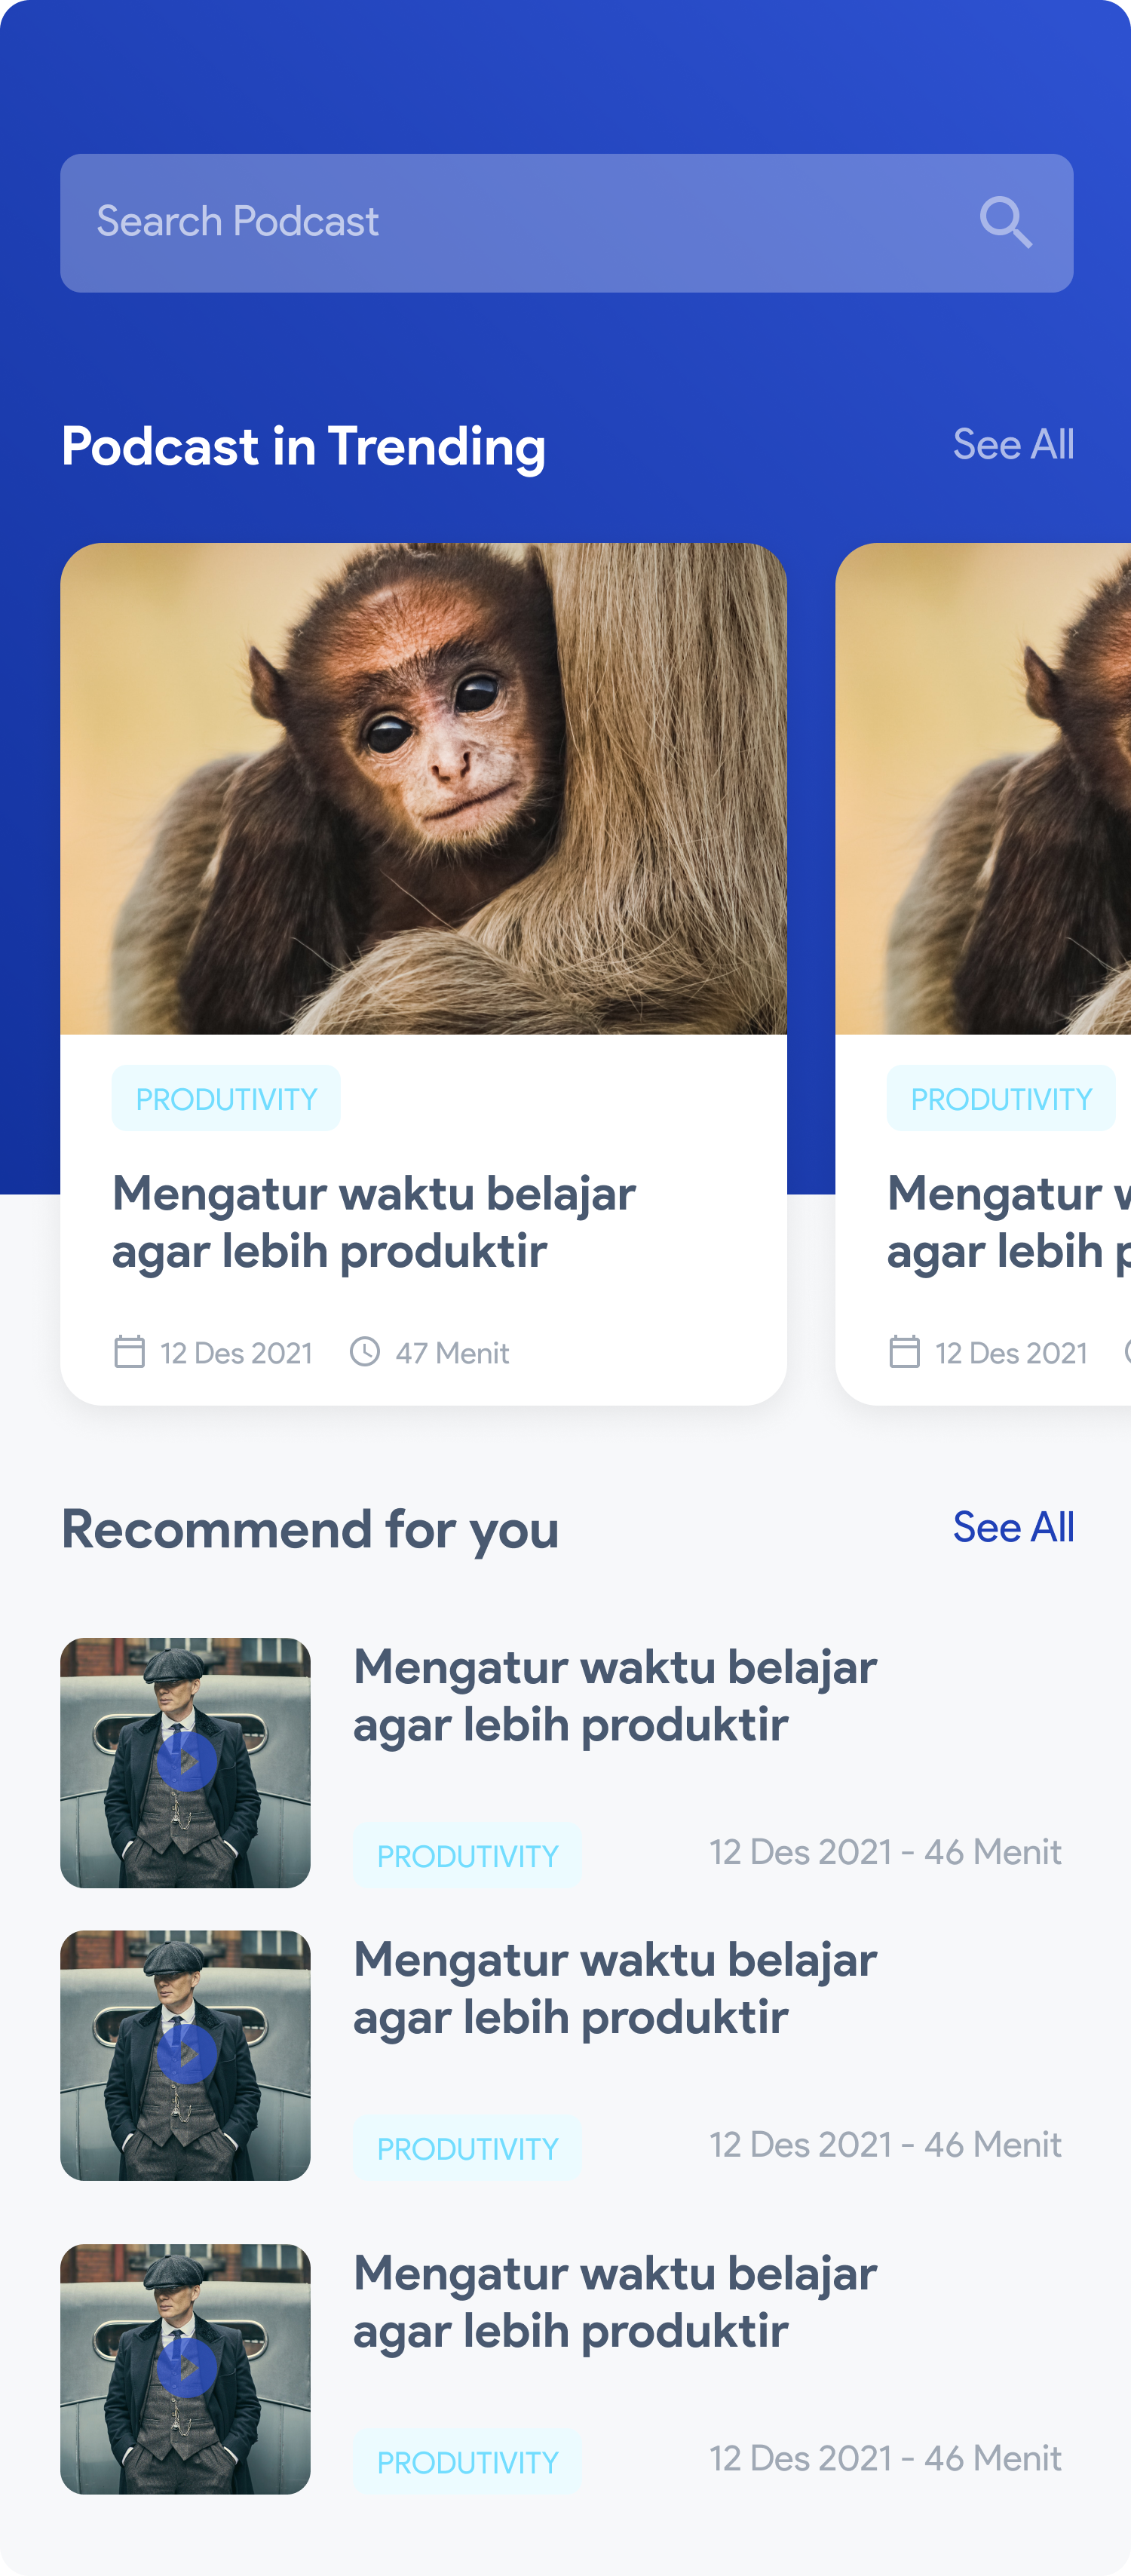 Search Podcast
Podcast in Trending
See All
PRODUTIVITY
Mengatur waktu belajar
agar lebih produktir
12 Des 2021
47 Menit
PRODUTIVITY
Mengatur
agar lebih
12 Des 2021
Recommend for you
See All
Mengatur waktu belajar
agar lebih produktir
PRODUTIVITY
12 Des 2021 - 46 Menit
Mengatur waktu belajar
agar lebih produktir
PRODUTIVITY
12 Des 2021 - 46 Menit
Mengatur waktu belajar
agar lebih produktir
PRODUTIVITY
12 Des 2021 - 46 Menit